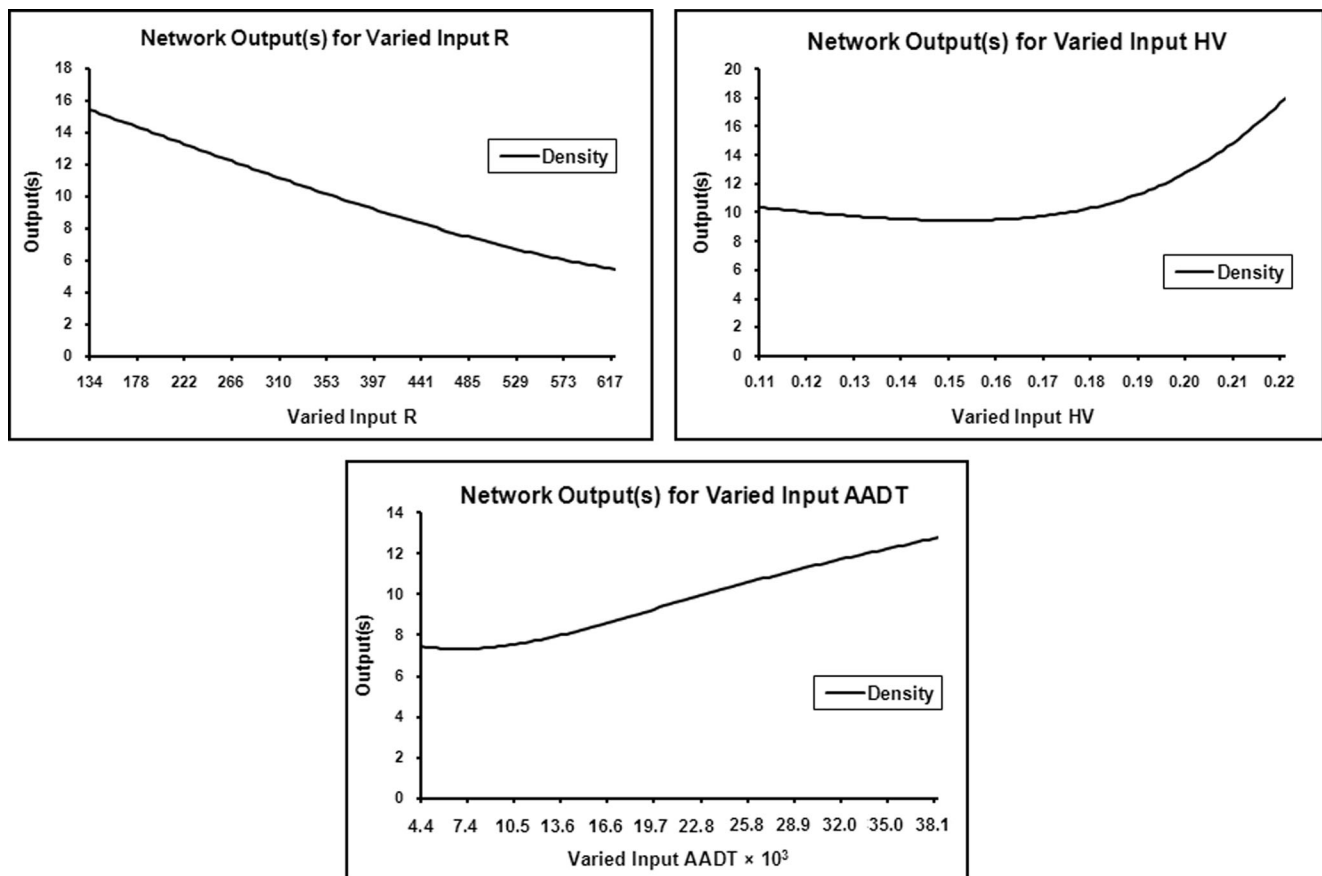 Network Output(s) for Varied Input R
18
16
14
12
10
8
6
4
2
0
Output(s)
Density
134 178 222 266 310 353 397 441 485 529 573 617
Varied Input R
Network Output(s) for Varied Input HV
20
18
16
14
12
10
8
6
4
2
0
Output(s)
Density
0.11 0.12 0.13 0.14 0.15 0.16 0.17 0.18 0.19 0.20 0.21 0.22
Varied Input HV
Network Output(s) for Varied Input AADT
14
12
10
8
6
4
2
0
Output(s)
Density
4.4 7.4 10.5 13.6 16.6 19.7 22.8 25.8 28.9 32.0 35.0 38.1
Varied Input AADT × 10³